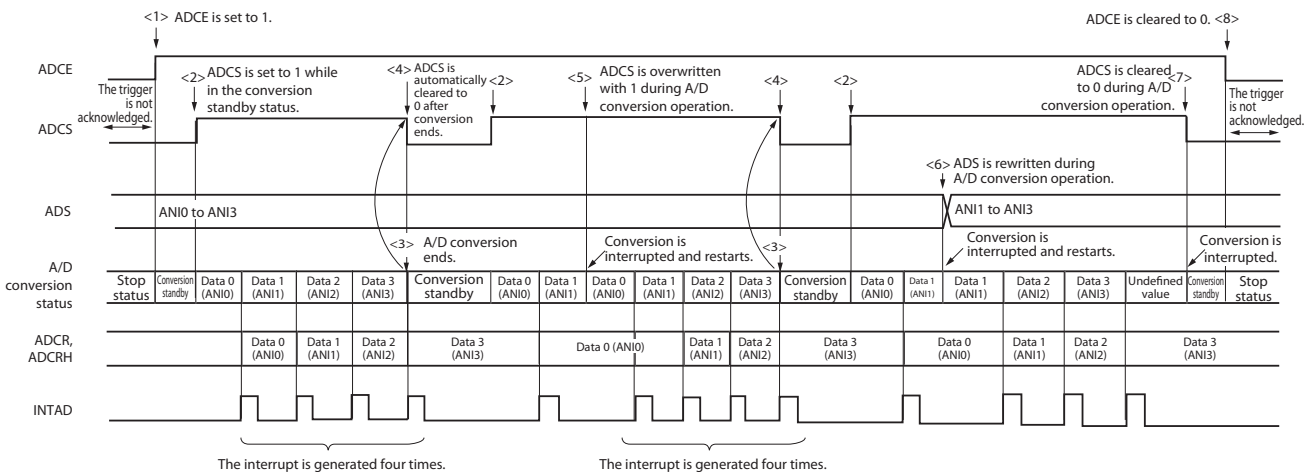 <1> ADCE is set to 1.
ADCE is cleared to 0. <8>
ADCE
The trigger
is not
acknowledged.
<2> ADCS is set to 1 while
in the conversion
standby status.
<4> ADCS is
automatically
cleared to
0 after
conversion
ends.
<2>
<5> ADCS is overwritten
with 1 during A/D
conversion operation.
<4>
<2>
ADCS is cleared
to 0 during A/D
conversion operation.
<7>
The trigger
is not
acknowledged.
ADCS
<6> ADS is rewritten during
A/D conversion operation.
ADS
ANI0 to ANI3
ANI1 to ANI3
<3> A/D conversion
ends.
Conversion is
interrupted and restarts.
<3>
Conversion is
interrupted and restarts.
Conversion is
interrupted.
A/D
conversion
status
Stop
status
Conversion
standby
Data 0
(ANI0)
Data 1
(ANI1)
Data 2
(ANI2)
Data 3
(ANI3)
Conversion
standby
Data 0
(ANI0)
Data 1
(ANI1)
Data 0
(ANI0)
Data 1
(ANI1)
Data 2
(ANI2)
Data 3
(ANI3)
Conversion
standby
Data 0
(ANI0)
Data 1
(ANI1)
Data 1
(ANI1)
Data 2
(ANI2)
Data 3
(ANI3)
Undefined
value
Conversion
standby
Stop
status
ADCR,
ADCRH
Data 0
(ANI0)
Data 1
(ANI1)
Data 2
(ANI2)
Data 3
(ANI3)
Data 0 (ANI0)
Data 1
(ANI1)
Data 2
(ANI2)
Data 3
(ANI3)
Data 0
(ANI0)
Data 1
(ANI1)
Data 2
(ANI2)
Data 3
(ANI3)
INTAD
The interrupt is generated four times.
The interrupt is generated four times.